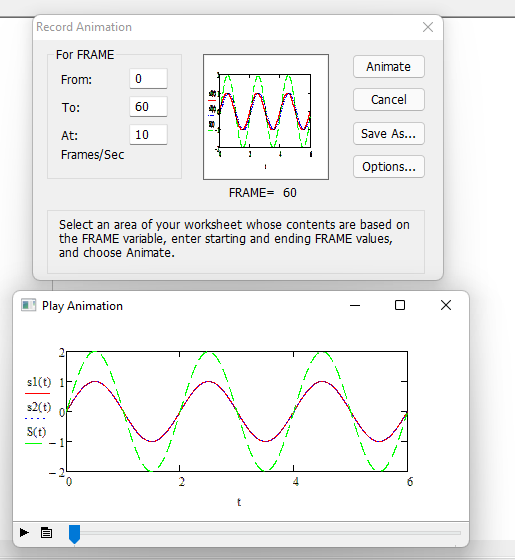 Record Animation
For FRAME
From: 0
To: 60
At: 10
Frames/Sec
Animate
Cancel
Save As...
Options...
FRAME= 60
Select an area of your worksheet whose contents are based on
the FRAME variable, enter starting and ending FRAME values,
and choose Animate.
Play Animation
2
s1(t)
1
s2(t)
0
S(t)
−1
−2
0 2 4 6
t